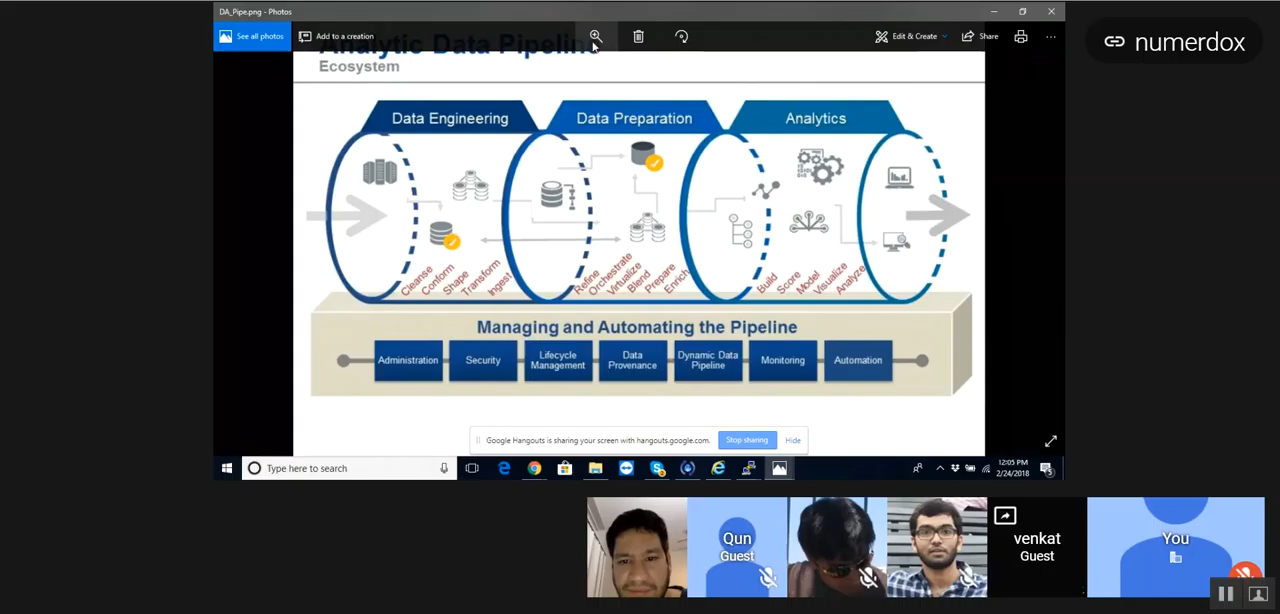 DA_Pipe.png - Photos
See all photos
Add to a creation
Edit & Create
Share
numerdox
Analytic Data Pipeline
Ecosystem
Data Engineering
Data Preparation
Analytics
Cleanse
Conform
Shape
Transform
Ingest
Refine
Orchestrate
Virtualize
Blend
Prepare
Enrich
Build
Score
Model
Visualize
Analyze
Managing and Automating the Pipeline
Administration
Security
Lifecycle
Management
Data
Provenance
Dynamic Data
Pipeline
Monitoring
Automation
Google Hangouts is sharing your screen with hangouts.google.com.
Stop sharing
Hide
Type here to search
12:05 PM
2/24/2018
Qun
Guest
venkat
Guest
You